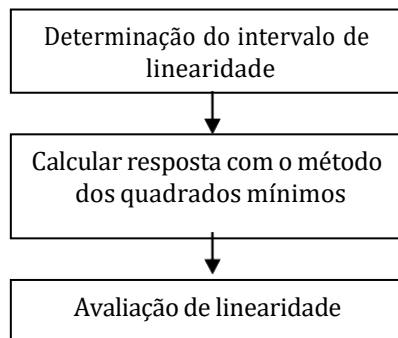 Determinação do intervalo de
linearidade
Calcular resposta com o método
dos quadrados mínimos
Avaliação de linearidade